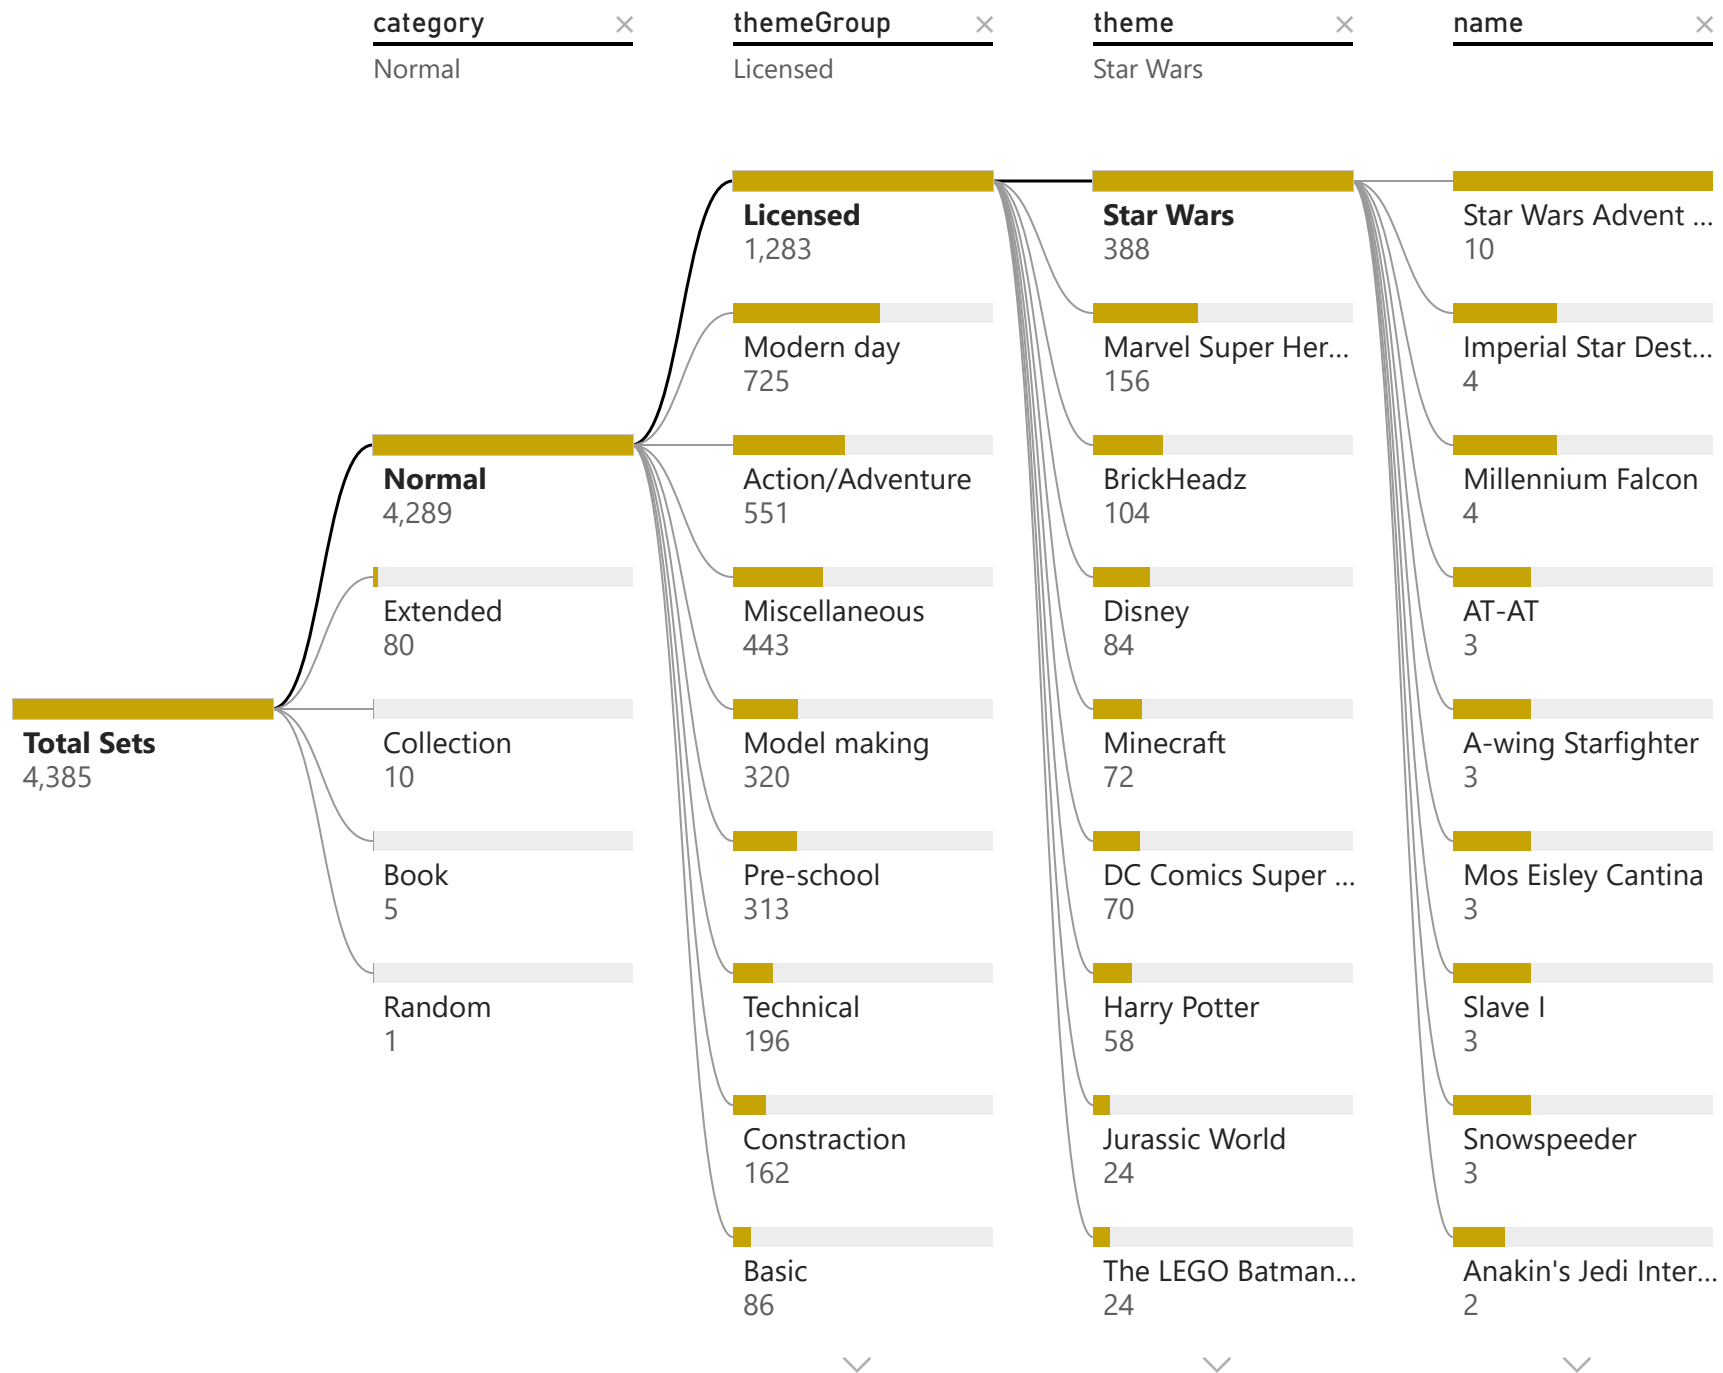 category
Normal
themeGroup
Licensed
theme
Star Wars
name
Total Sets
4,385
Normal
4,289
Extended
80
Collection
10
Book
5
Random
1
Licensed
1,283
Modern day
725
Action/Adventure
551
Miscellaneous
443
Model making
320
Pre-school
313
Technical
196
Constraction
162
Basic
86
Star Wars
388
Marvel Super Her...
156
BrickHeadz
104
Disney
84
Minecraft
72
DC Comics Super ...
70
Harry Potter
58
Jurassic World
24
The LEGO Batman...
24
Star Wars Advent ...
10
Imperial Star Dest...
4
Millennium Falcon
4
AT-AT
3
A-wing Starfighter
3
Mos Eisley Cantina
3
Slave I
3
Snowspeeder
3
Anakin's Jedi Inter...
2